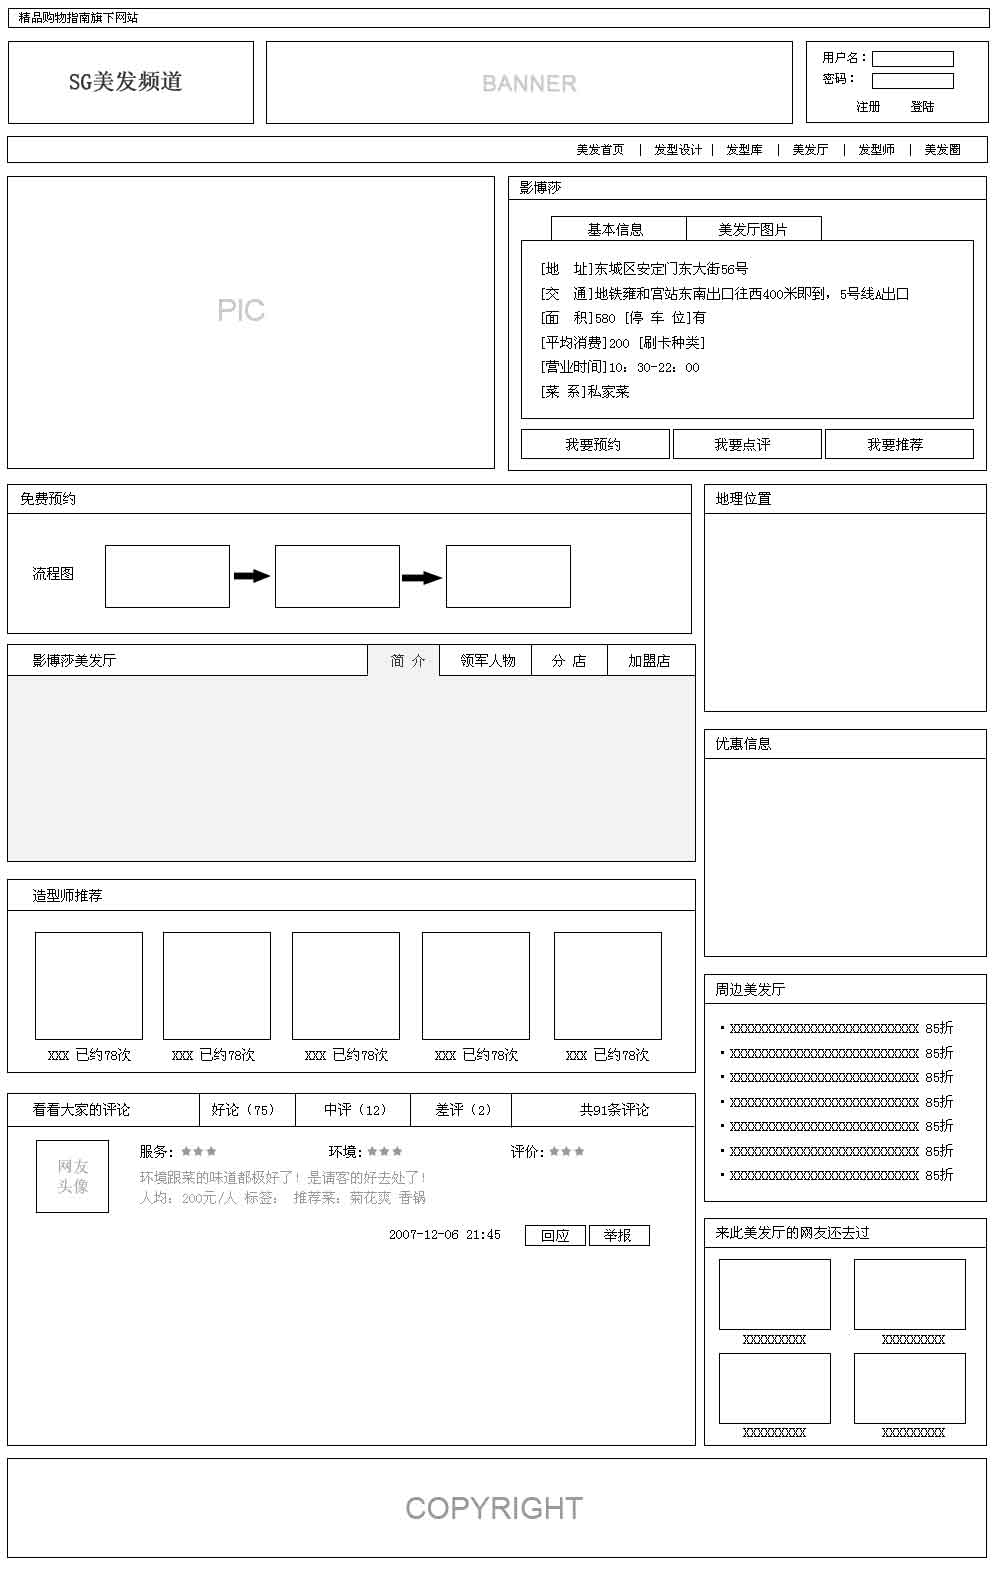 精品购物指南旗下网站
SG美发频道
BANNER
用户名：
密码：
注册 登陆
美发首页 | 发型设计 | 发型库 | 美发厅 | 发型师 | 美发圈
PIC
影博莎
基本信息 美发厅图片
[地 址]东城区安定门东大街56号
[交 通]地铁雍和宫站东南出口往西400米即到，5号线A出口
[面 积]580 [停 车 位]有
[平均消费]200 [刷卡种类]
[营业时间]10：30-22：00
[菜 系]私家菜
我要预约 我要点评 我要推荐
免费预约
流程图
地理位置
影博莎美发厅 简 介 领军人物 分 店 加盟店
优惠信息
造型师推荐
XXX 已约78次 XXX 已约78次 XXX 已约78次 XXX 已约78次 XXX 已约78次
周边美发厅
·XXXXXXXXXXXXXXXXXXXXXXXXXXX 85折
·XXXXXXXXXXXXXXXXXXXXXXXXXXX 85折
·XXXXXXXXXXXXXXXXXXXXXXXXXXX 85折
·XXXXXXXXXXXXXXXXXXXXXXXXXXX 85折
·XXXXXXXXXXXXXXXXXXXXXXXXXXX 85折
·XXXXXXXXXXXXXXXXXXXXXXXXXXX 85折
·XXXXXXXXXXXXXXXXXXXXXXXXXXX 85折
看看大家的评论 好论（75） 中评（12） 差评（2） 共91条评论
网友
头像
服务：★★★ 环境：★★★ 评价：★★★
环境跟菜的味道都极好了！是请客的好去处了！
人均：200元/人 标签： 推荐菜：菊花爽 香锅
2007-12-06 21:45 回应 举报
来此美发厅的网友还去过
XXXXXXXXX XXXXXXXXX
XXXXXXXXX XXXXXXXXX
COPYRIGHT